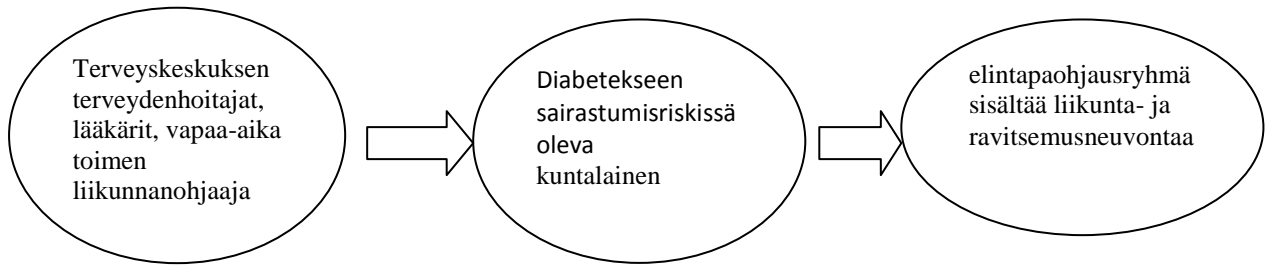 Terveyskeskuksen
terveydenhoitajat,
lääkärit, vapaa-aika
toimen
liikunnanohjaaja
Diabetekseen
sairastumisriskissä
oleva
kuntalainen
elintapaohjausryhmä
sisältää liikunta- ja
ravitsemusneuvontaa